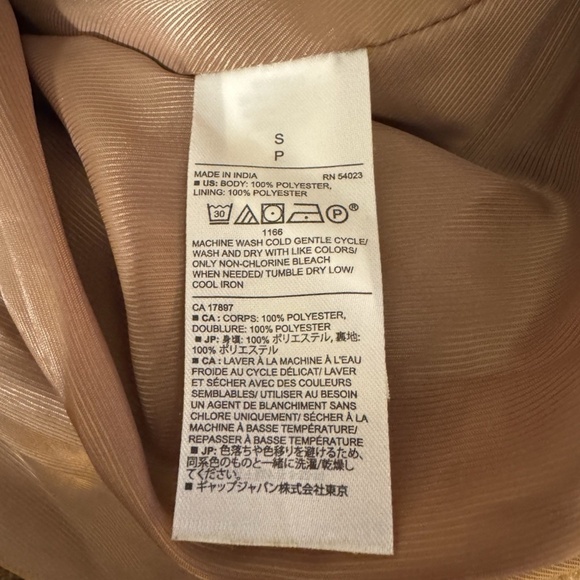 S
P
MADE IN INDIA RN 54023
■ US: BODY: 100% POLYESTER,
LINING: 100% POLYESTER
30 P ®
1166
MACHINE WASH COLD GENTLE CYCLE/
WASH AND DRY WITH LIKE COLORS/
ONLY NON-CHLORINE BLEACH
WHEN NEEDED/ TUMBLE DRY LOW/
COOL IRON
CA 17897
■ CA : CORPS: 100% POLYESTER,
DOUBLURE: 100% POLYESTER
■ JP: 身頃: 100% ポリエステル, 裏地:
100% ポリエステル
■ CA : LAVER À LA MACHINE À L'EAU
FROIDE AU CYCLE DÉLICAT/ LAVER
ET SÉCHER AVEC DES COULEURS
SEMBLABLES/ UTILISER AU BESOIN
UN AGENT DE BLANCHIMENT SANS
CHLORE UNIQUEMENT/ SÉCHER À LA
MACHINE À BASSE TEMPÉRATURE/
REPASSER À BASSE TEMPÉRATURE
■ JP: 色落ちや色移りを避けるため、
同系色のものと一緒に洗濯/乾燥し
てください。
■ ギャップジャパン株式会社東京